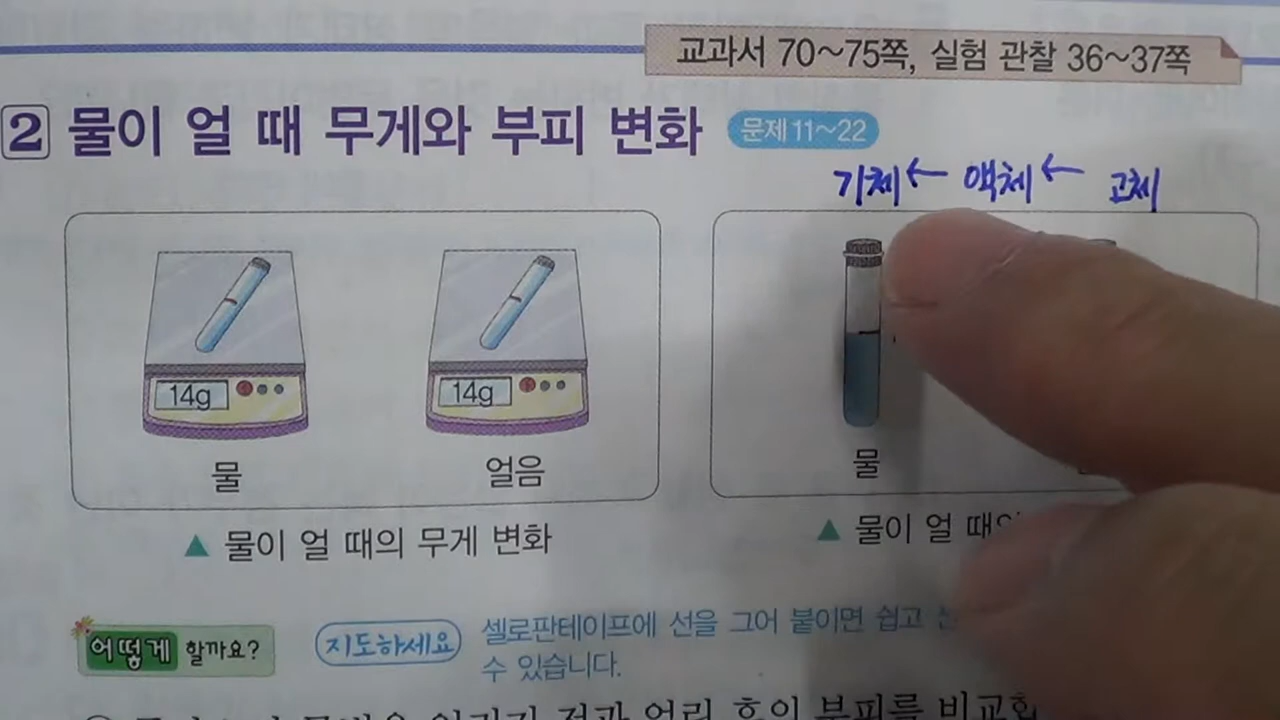 교과서 70~75쪽, 실험 관찰 36~37쪽
2 물이 얼 때 무게와 부피 변화 문제 11~22
기체 ← 액체 ← 고체
14g 14g
물 얼음 물
▲ 물이 얼 때의 무게 변화 ▲ 물이 얼 때의
어떻게 할까요? 지도하세요 셀로판테이프에 선을 그어 붙이면 쉽고
수 있습니다.
부피를